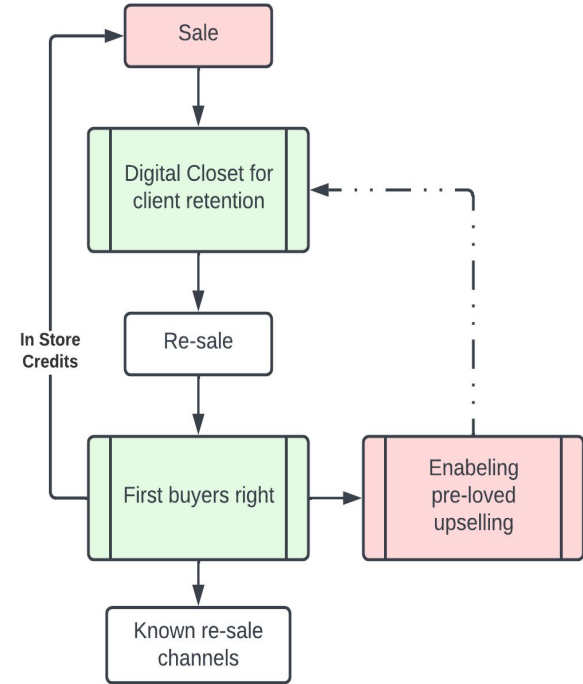 Sale
Digital Closet for
client retention
Re-sale
In Store
Credits
First buyers right
Enabeling
pre-loved
upselling
Known re-sale
channels